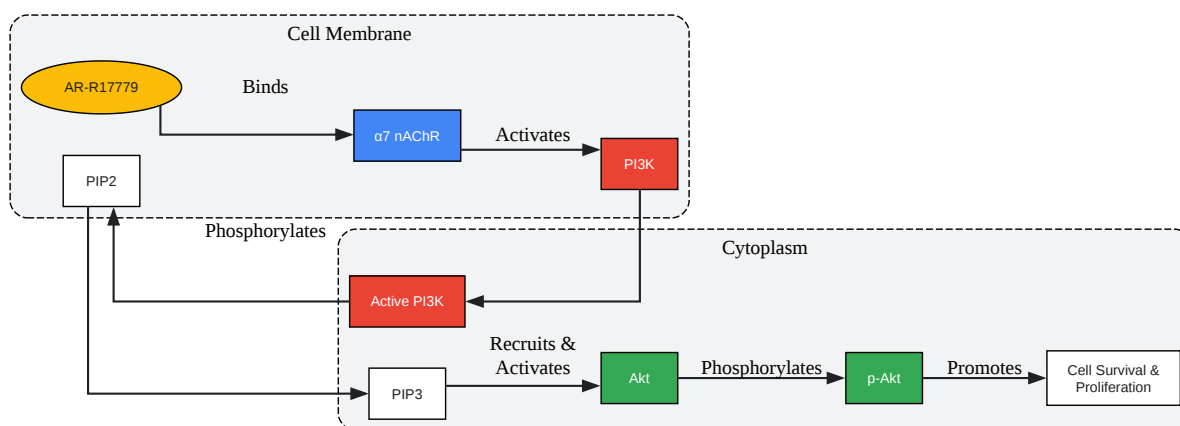 Cell Membrane
AR-R17779
Binds
α7 nAChR
Activates
PI3K
PIP2
Phosphorylates
Cytoplasm
Active PI3K
PIP3
Recruits &
Activates
Akt
Phosphorylates
p-Akt
Promotes
Cell Survival &
Proliferation